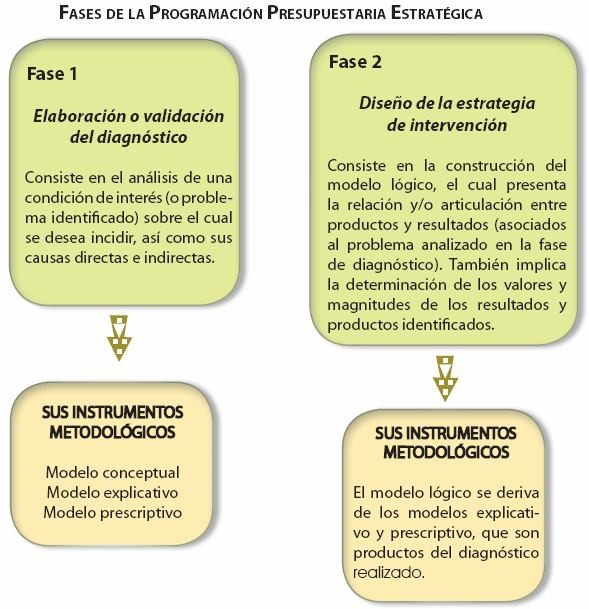 FASES DE LA PROGRAMACIÓN PRESUPUESTARIA ESTRATÉGICA
Fase 1
Elaboración o validación
del diagnóstico
Consiste en el análisis de una
condición de interés (o proble-
ma identificado) sobre el cual
se desea incidir, así como sus
causas directas e indirectas.
SUS INSTRUMENTOS
METODOLÓGICOS
Modelo conceptual
Modelo explicativo
Modelo prescriptivo
Fase 2
Diseño de la estrategia
de intervención
Consiste en la construcción del
modelo lógico, el cual presenta
la relación y/o articulación entre
productos y resultados (asociados
al problema analizado en la fase
de diagnóstico). También implica
la determinación de los valores y
magnitudes de los resultados y
productos identificados.
SUS INSTRUMENTOS
METODOLÓGICOS
El modelo lógico se deriva
de los modelos explicati-
vo y prescriptivo, que son
productos del diagnóstico
realizado.